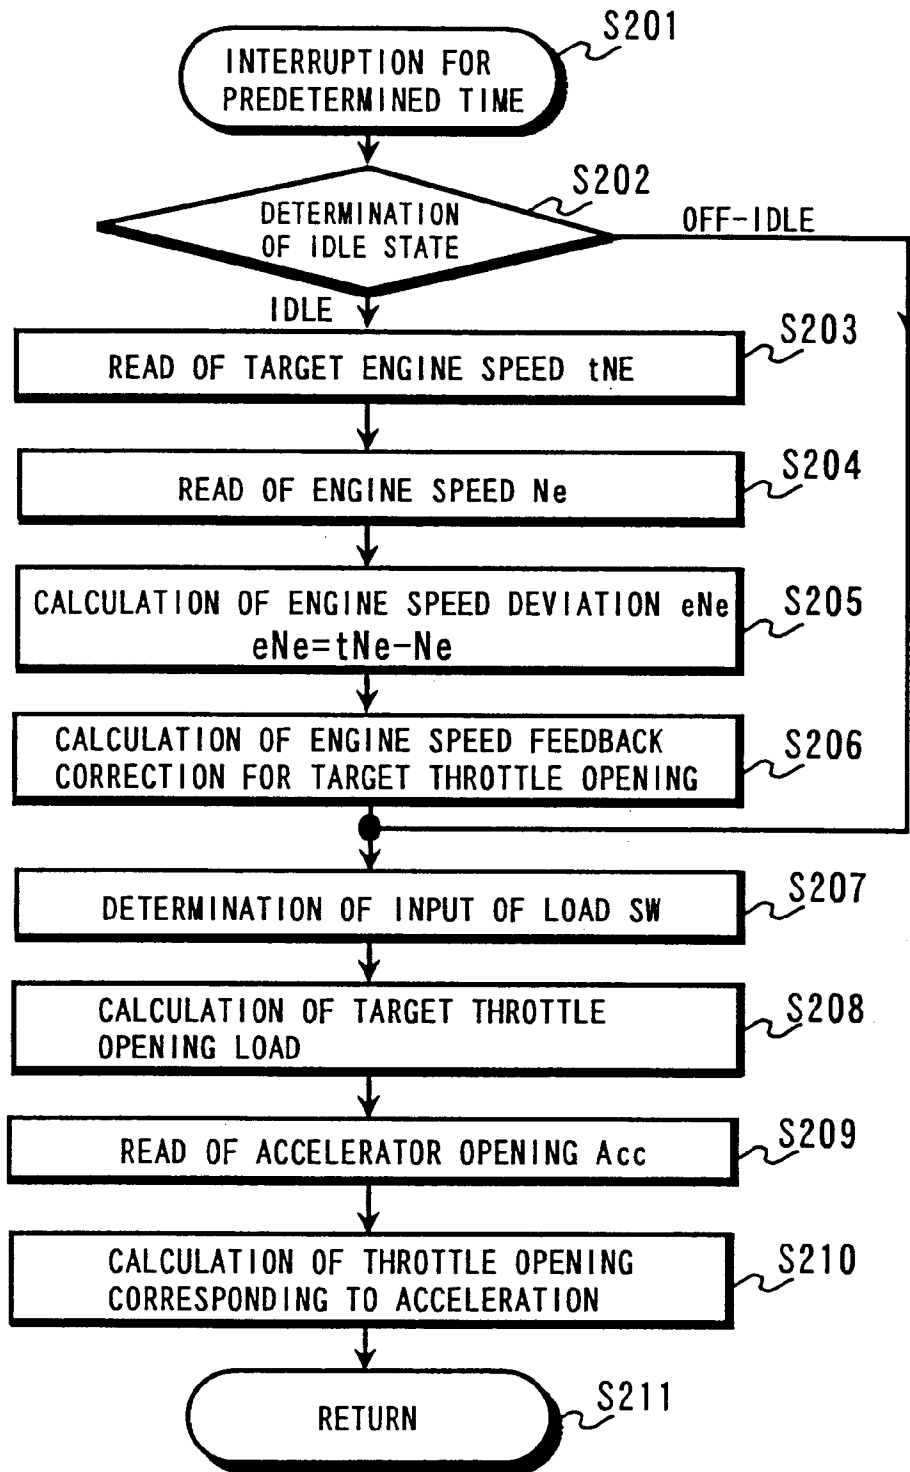 S201
INTERRUPTION FOR
PREDETERMINED TIME
S202
DETERMINATION
OF IDLE STATE
OFF-IDLE
IDLE
S203
READ OF TARGET ENGINE SPEED tNE
S204
READ OF ENGINE SPEED Ne
S205
CALCULATION OF ENGINE SPEED DEVIATION eNe
eNe=tNe-Ne
S206
CALCULATION OF ENGINE SPEED FEEDBACK
CORRECTION FOR TARGET THROTTLE OPENING
S207
DETERMINATION OF INPUT OF LOAD SW
S208
CALCULATION OF TARGET THROTTLE
OPENING LOAD
S209
READ OF ACCELERATOR OPENING Acc
S210
CALCULATION OF THROTTLE OPENING
CORRESPONDING TO ACCELERATION
S211
RETURN